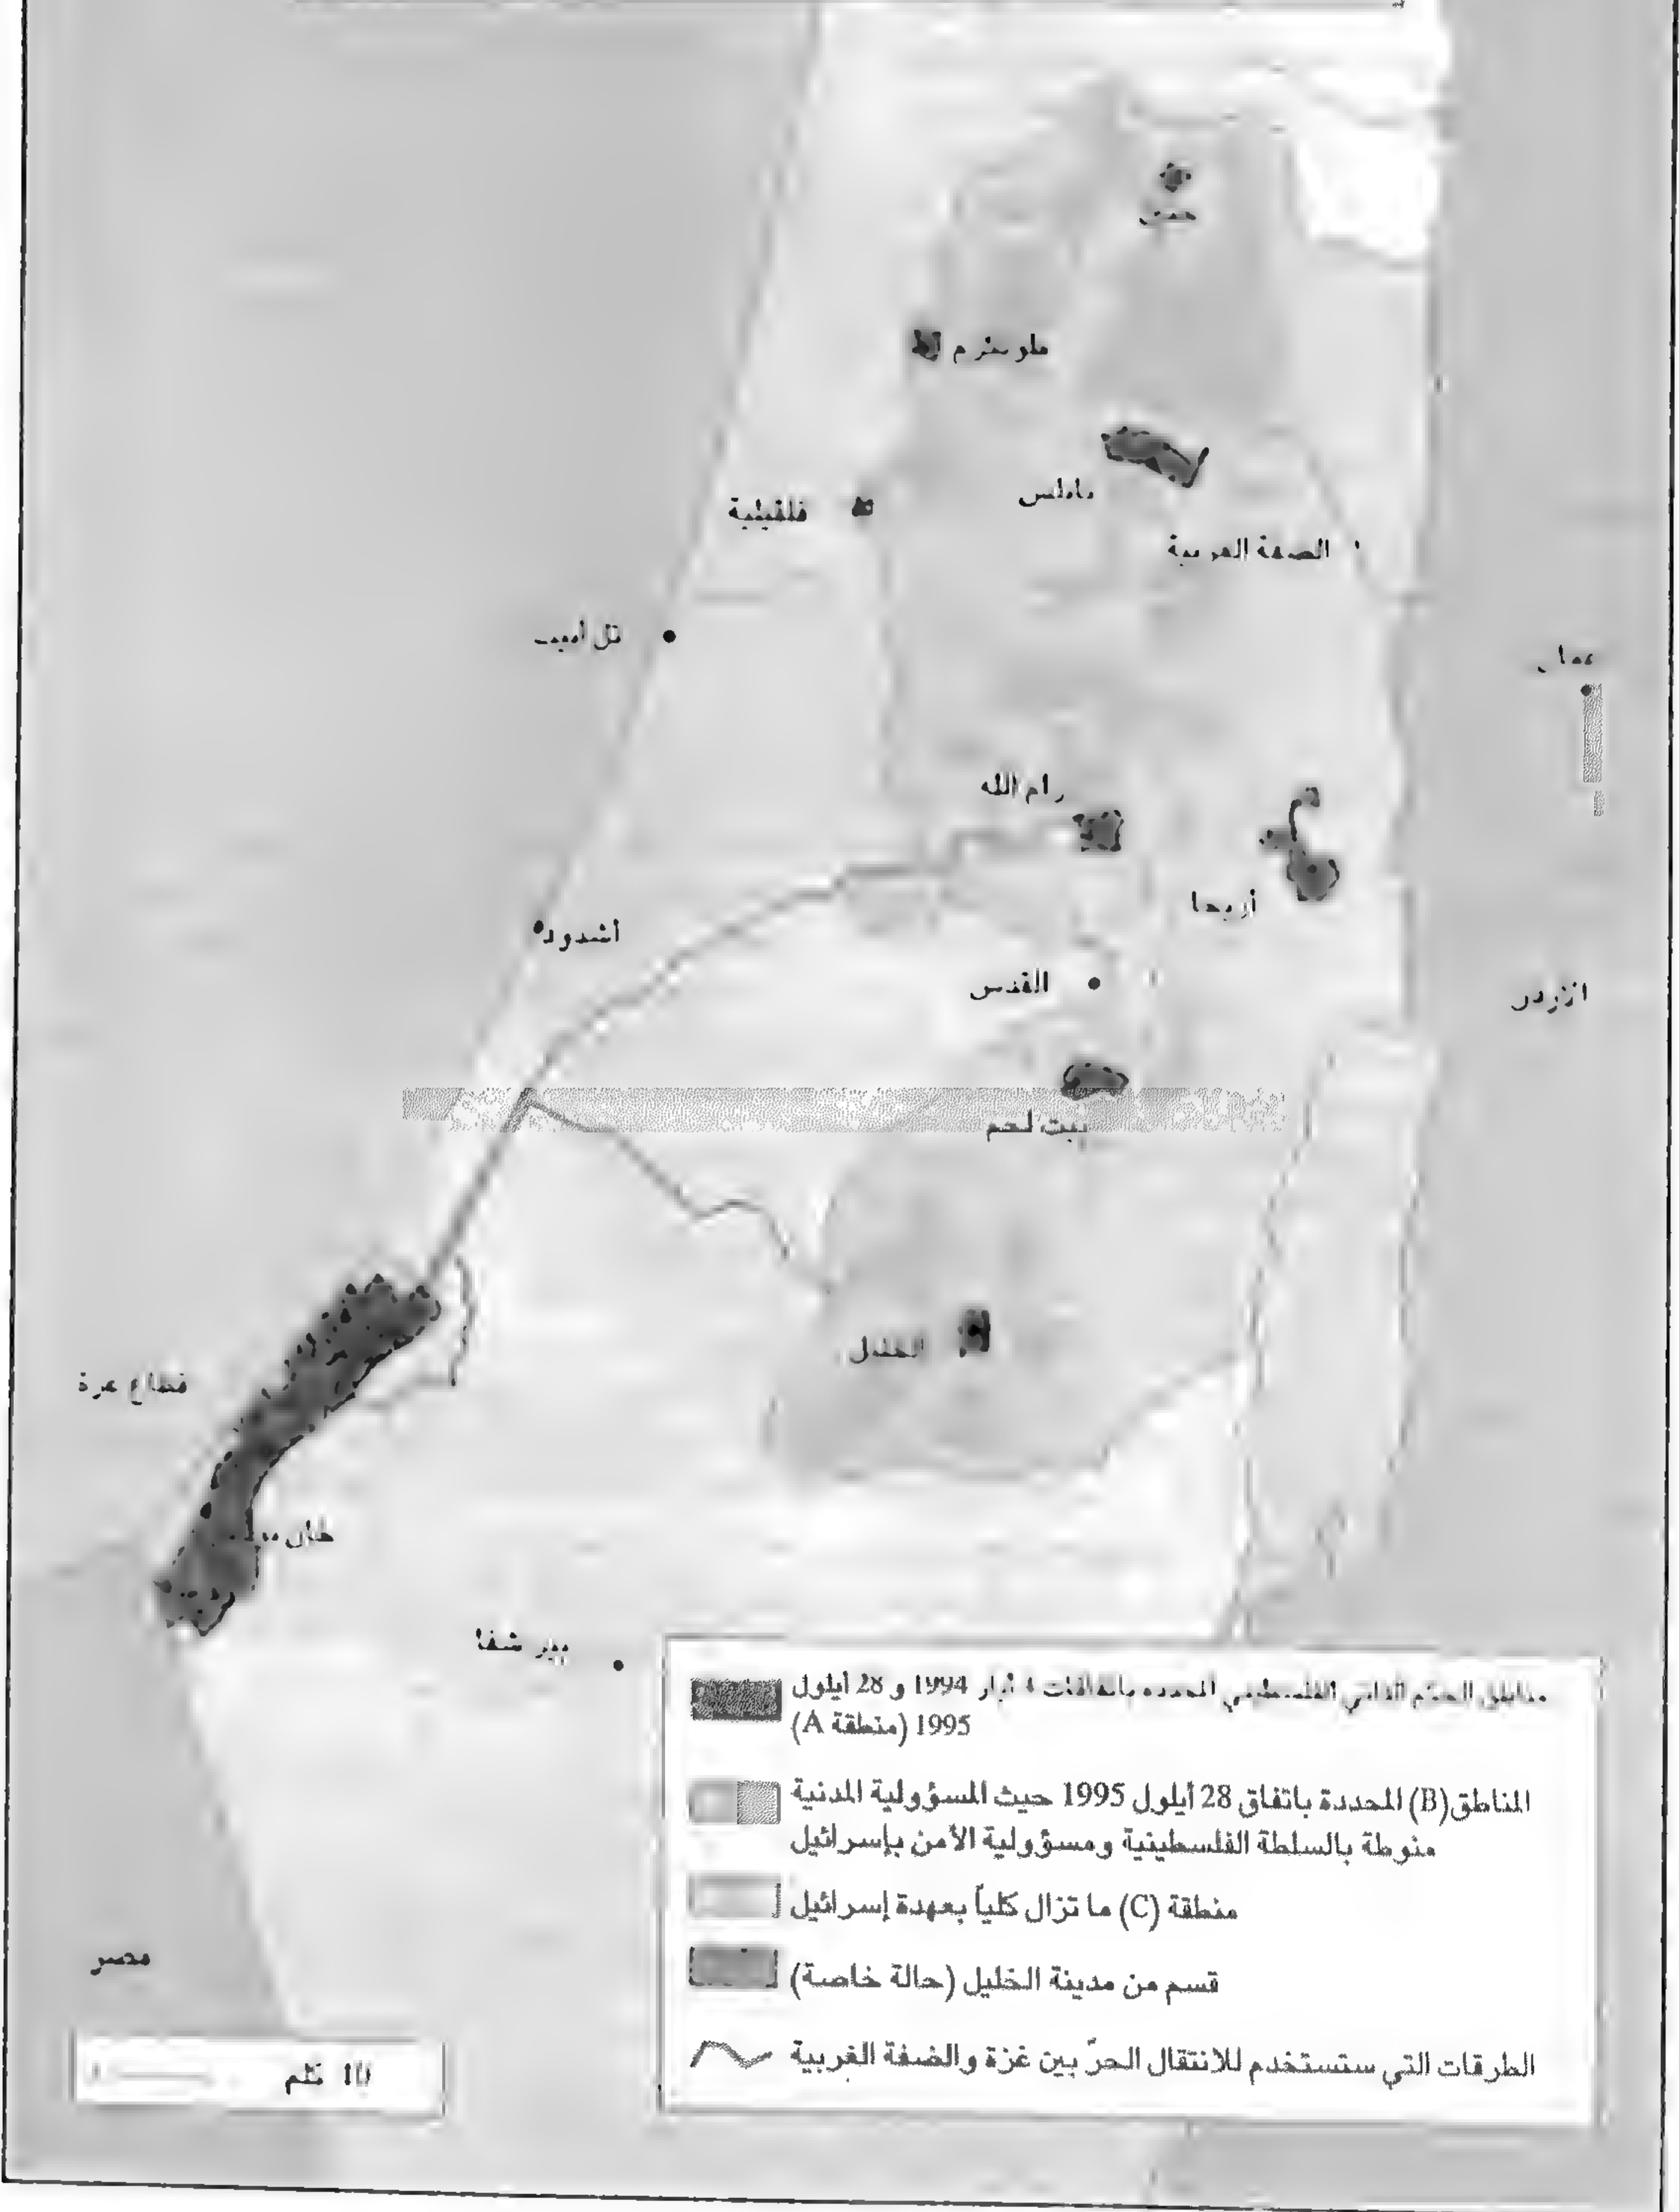 طولكرم
نابلس
قلقيلية
الضفة الغربية
تل أبيب
عمان
رام الله
أريحا
أشدود
القدس
الأردن
بيت لحم
الخليل
قطاع غزة
خان
بير شفا
مناطق الحكم الذاتي الفلسطيني المحددة باتفاقات 4 أيار 1994 و 28 أيلول
1995 (منطقة A)
المناطق (B) المحددة باتفاق 28 أيلول 1995 حيث المسؤولية المدنية
منوطة بالسلطة الفلسطينية ومسؤولية الأمن بإسرائيل
منطقة (C) ما تزال كلياً بعهدة إسرائيل
مصر
قسم من مدينة الخليل (حالة خاصة)
الطرقات التي ستستخدم للانتقال الحرّ بين غزة والضفة الغربية
10 كلم